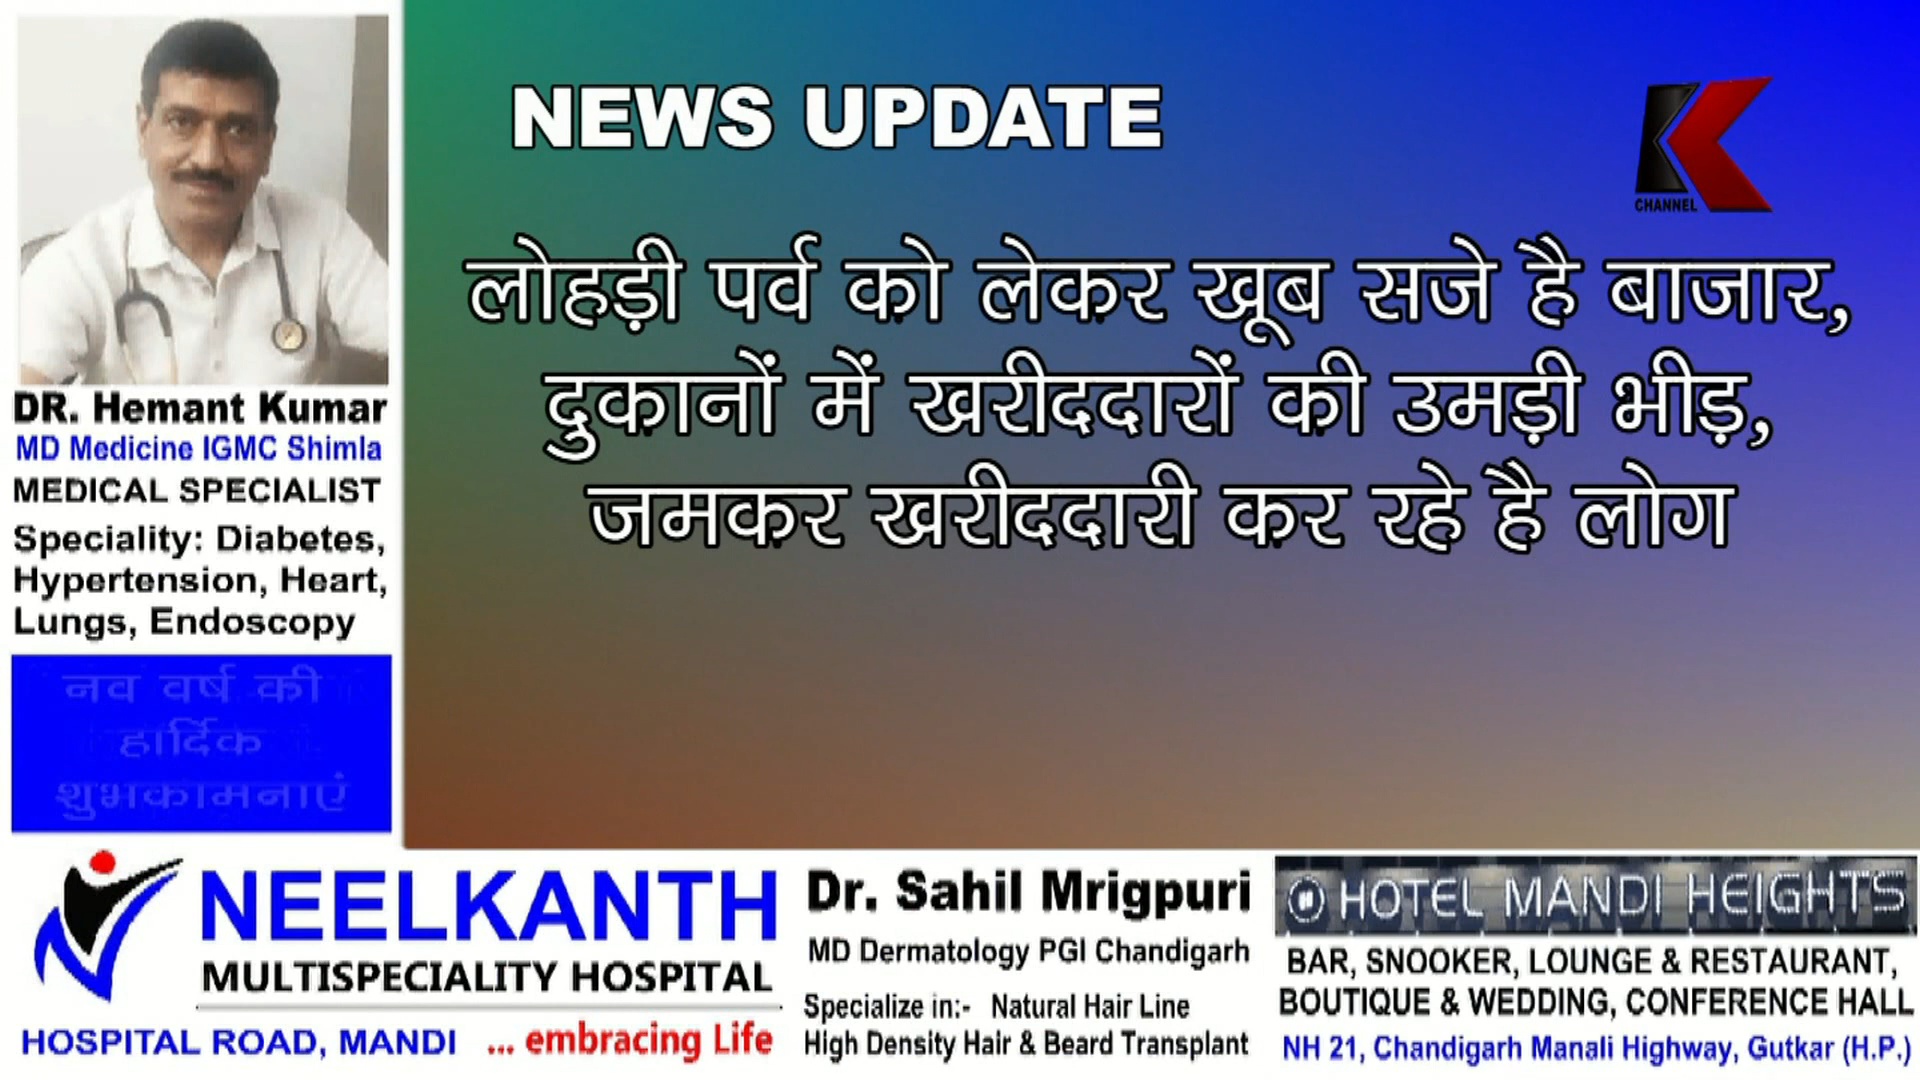 NEWS UPDATE
K
CHANNEL
लोहड़ी पर्व को लेकर खूब सजे है बाजार,
दुकानों में खरीददारों की उमड़ी भीड़,
जमकर खरीददारी कर रहे है लोग
DR. Hemant Kumar
MD Medicine IGMC Shimla
MEDICAL SPECIALIST
Speciality: Diabetes,
Hypertension, Heart,
Lungs, Endoscopy
नव वर्ष की
हार्दिक
शुभकामनाएं
NEELKANTH
MULTISPECIALITY HOSPITAL
HOSPITAL ROAD, MANDI ... embracing Life
Dr. Sahil Mrigpuri
MD Dermatology PGI Chandigarh
Specialize in:- Natural Hair Line
High Density Hair & Beard Transplant
HOTEL MANDI HEIGHTS
BAR, SNOOKER, LOUNGE & RESTAURANT,
BOUTIQUE & WEDDING, CONFERENCE HALL
NH 21, Chandigarh Manali Highway, Gutkar (H.P.)